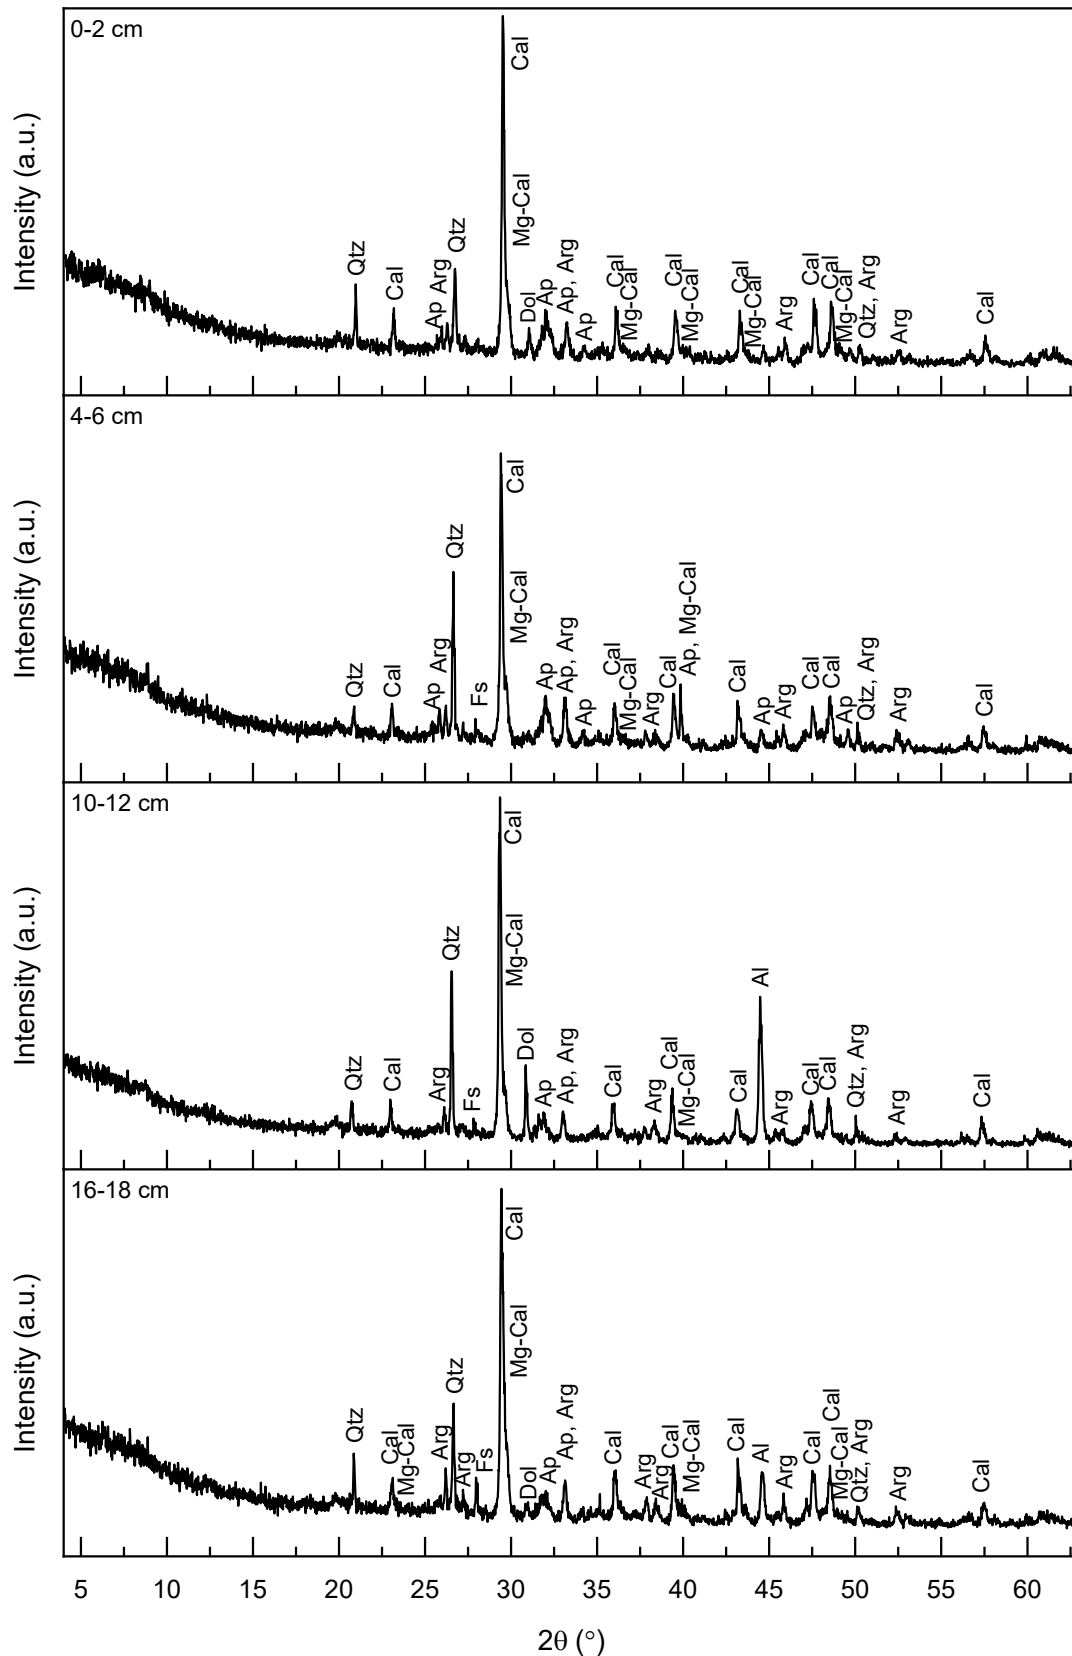 0-2 cm
Intensity (a.u.)
Qtz
Cal
Ap
Arg
Qtz
Cal
Mg-Cal
Dol
Ap
Ap, Arg
Ap
Cal
Mg-Cal
Cal
Mg-Cal
Cal
Mg-Cal
Arg
Cal
Cal
Mg-Cal
Qtz, Arg
Arg
Cal
4-6 cm
Intensity (a.u.)
Qtz
Cal
Ap
Arg
Qtz
Fs
Cal
Mg-Cal
Ap
Ap, Arg
Ap
Cal
Mg-Cal
Arg
Cal
Ap, Mg-Cal
Cal
Ap
Arg
Cal
Cal
Ap
Qtz, Arg
Arg
Cal
10-12 cm
Intensity (a.u.)
Qtz
Cal
Arg
Qtz
Fs
Cal
Mg-Cal
Dol
Ap
Ap, Arg
Cal
Arg
Cal
Mg-Cal
Cal
Al
Arg
Cal
Cal
Qtz, Arg
Arg
Cal
16-18 cm
Intensity (a.u.)
Qtz
Cal
Mg-Cal
Arg
Qtz
Arg
Fs
Cal
Mg-Cal
Dol
Ap
Ap, Arg
Cal
Arg
Arg
Cal
Mg-Cal
Cal
Al
Arg
Cal
Cal
Mg-Cal
Qtz, Arg
Arg
Cal
5 10 15 20 25 30 35 40 45 50 55 60
2θ (°)